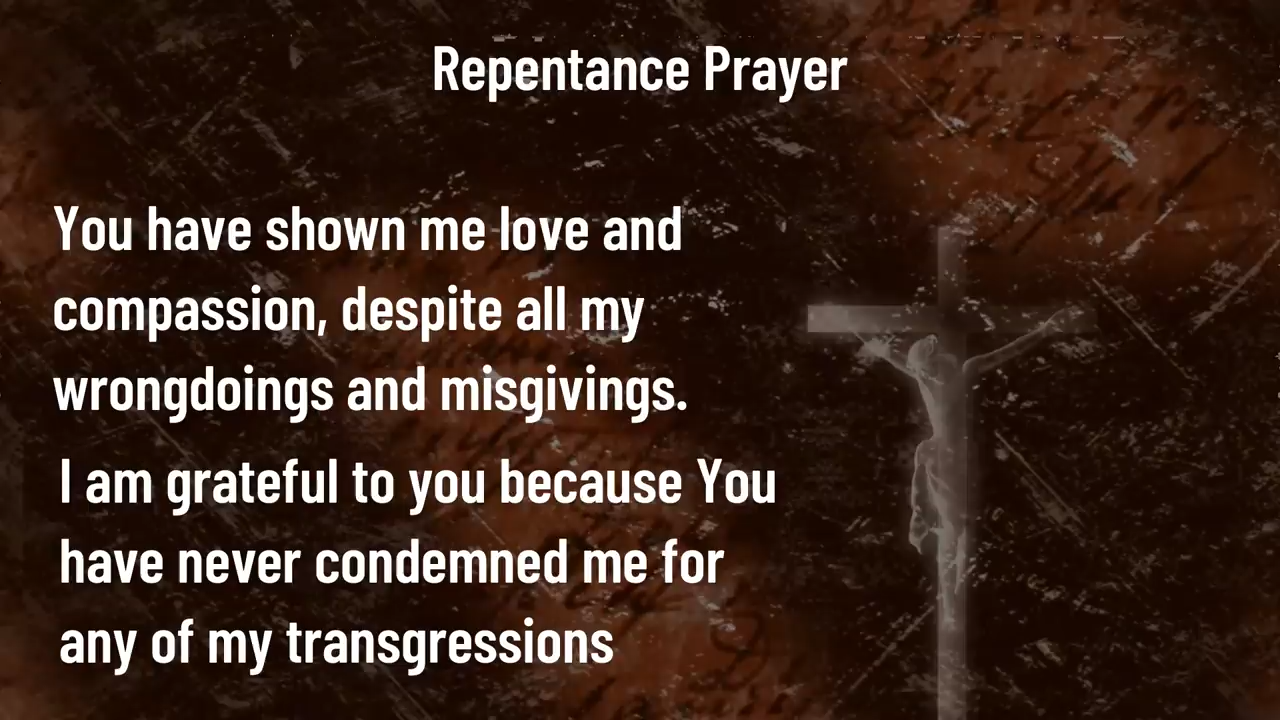 Repentance Prayer
You have shown me love and
compassion, despite all my
wrongdoings and misgivings.
I am grateful to you because You
have never condemned me for
any of my transgressions